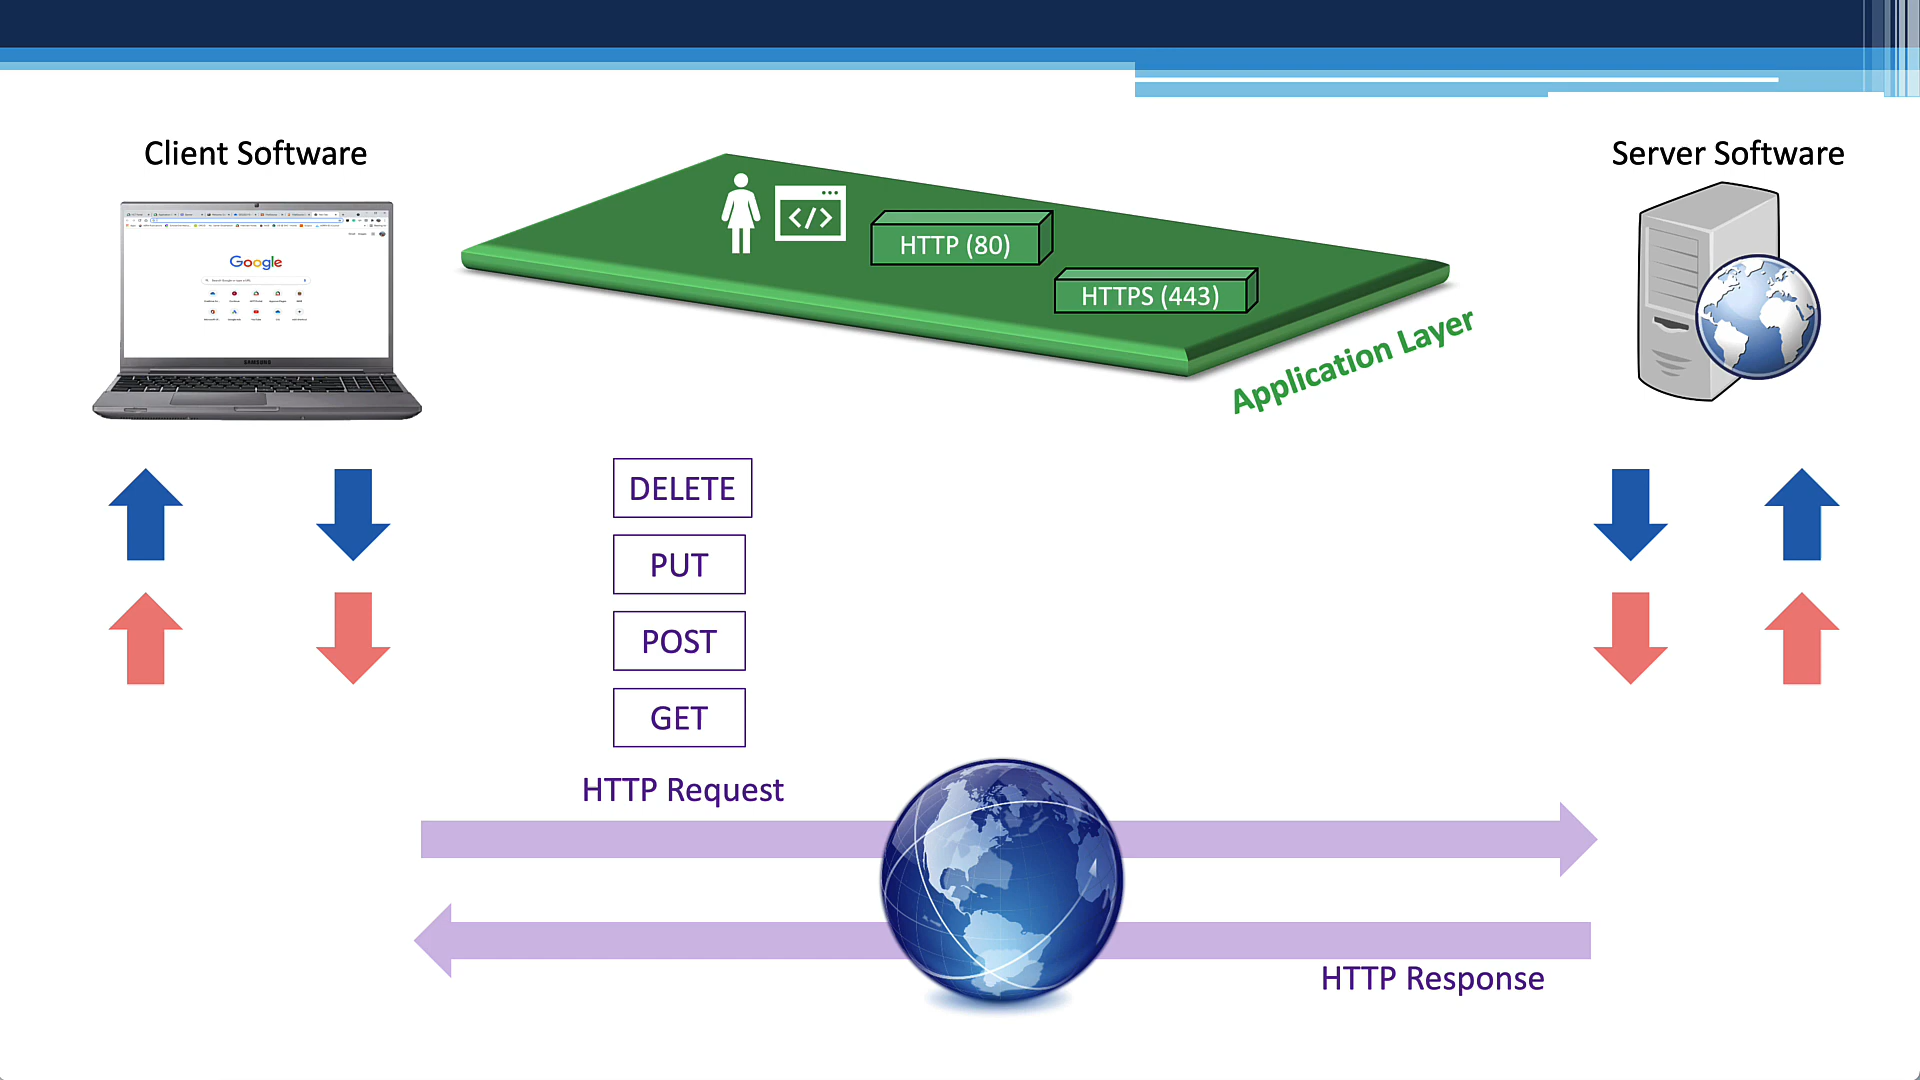 Client Software
Server Software
Google
SAMSUNG
HTTP (80)
HTTPS (443)
Application Layer
DELETE
PUT
POST
GET
HTTP Request
HTTP Response